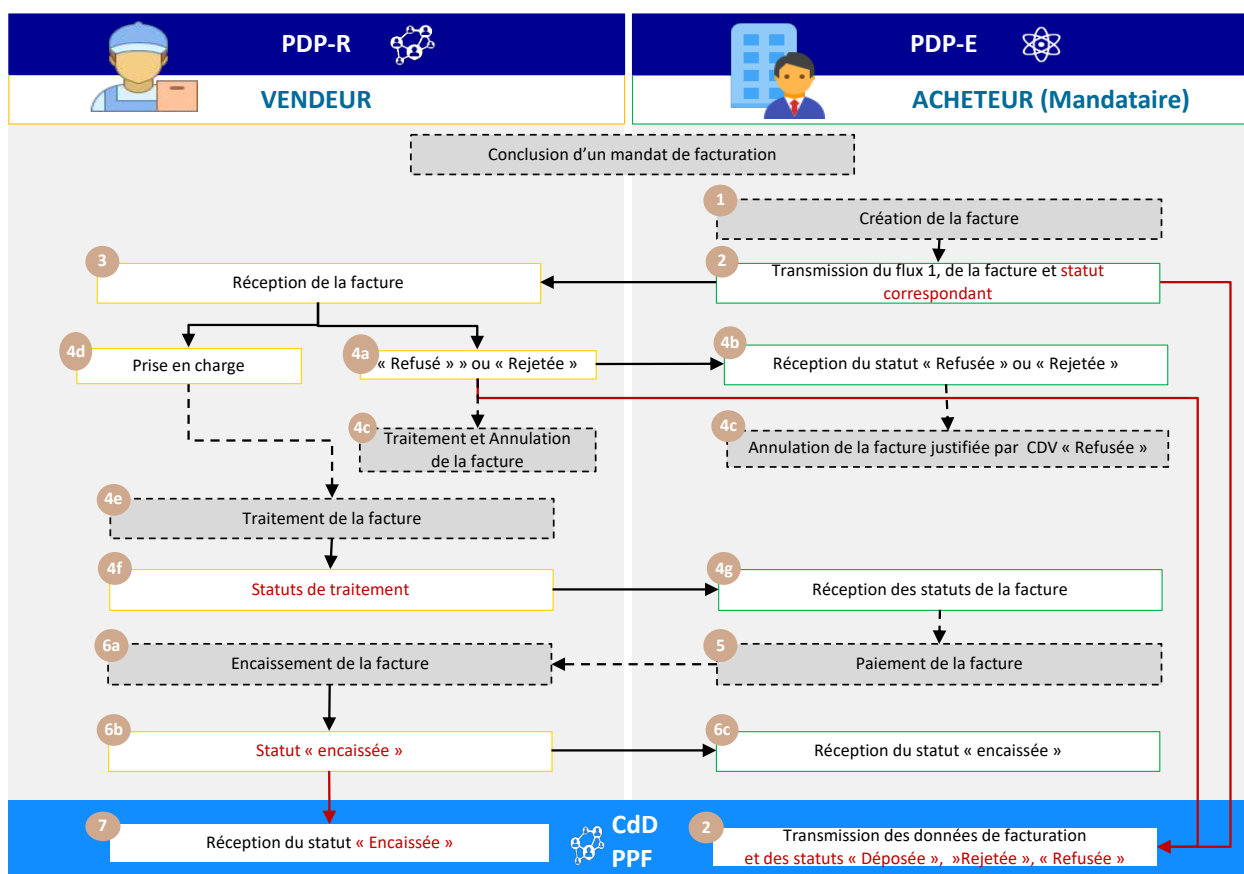 PDP-R
PDP-E
VENDEUR
ACHETEUR (Mandataire)
Conclusion d’un mandat de facturation
1
Création de la facture
3
Réception de la facture
2
Transmission du flux 1, de la facture et statut
correspondant
4d
Prise en charge
4a
« Refusé » » ou « Rejetée »
4b
Réception du statut « Refusée » ou « Rejetée »
4c
Traitement et Annulation
de la facture
4c
Annulation de la facture justifiée par CDV « Refusée »
4e
Traitement de la facture
4f
Statuts de traitement
4g
Réception des statuts de la facture
6a
Encaissement de la facture
5
Paiement de la facture
6b
Statut « encaissée »
6c
Réception du statut « encaissée »
7
Réception du statut « Encaissée »
CdD
PPF
2
Transmission des données de facturation
et des statuts « Déposée », »Rejetée », « Refusée »